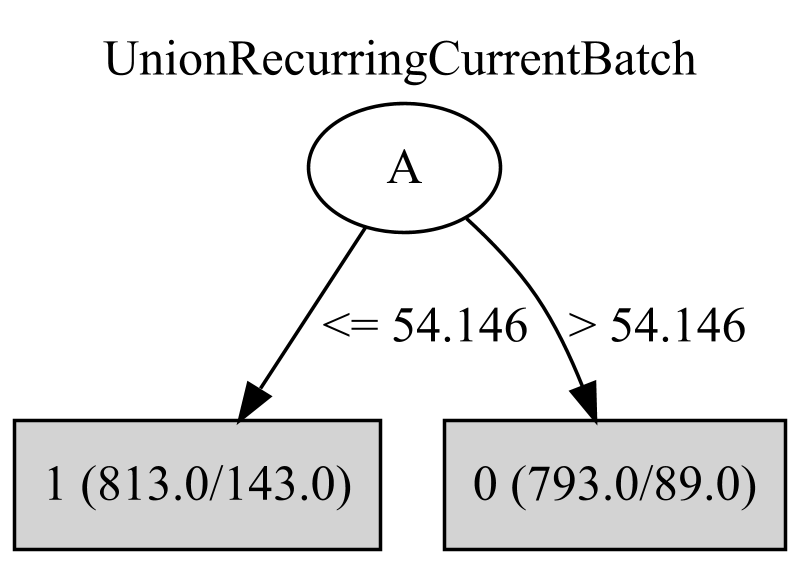 UnionRecurringCurrentBatch
A
<= 54.146
> 54.146
1 (813.0/143.0)
0 (793.0/89.0)